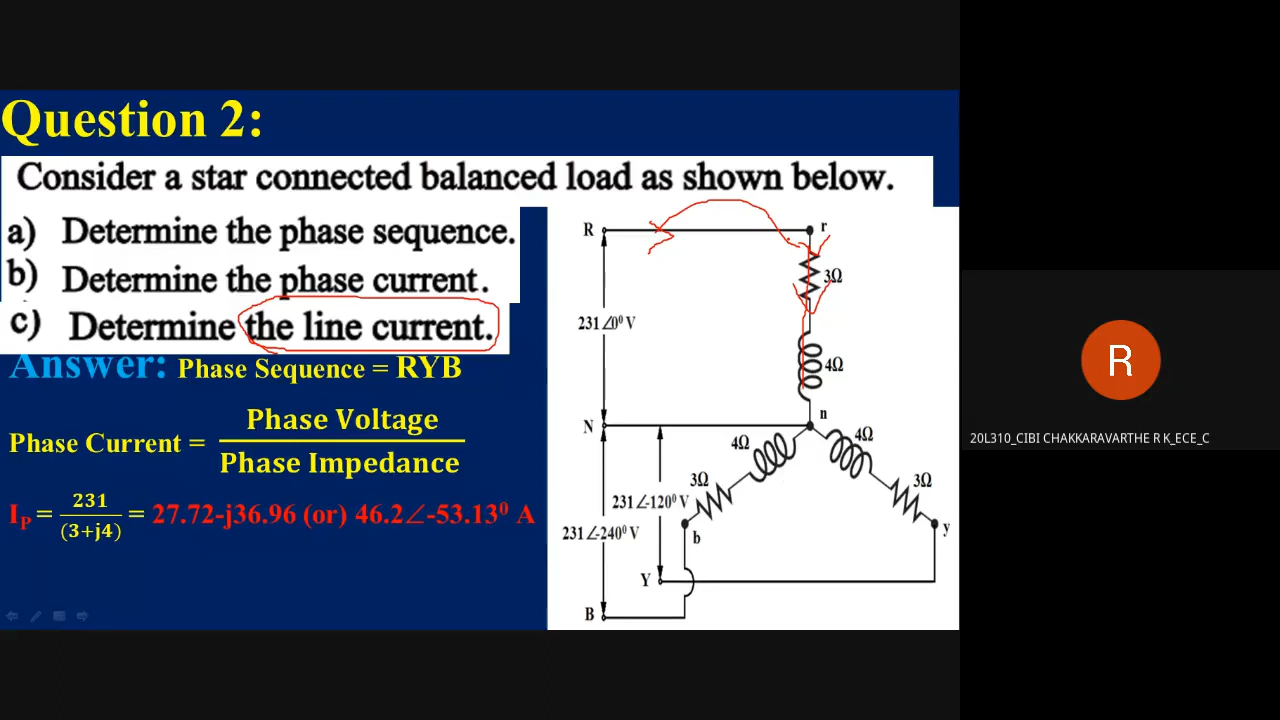 Question 2:
Consider a star connected balanced load as shown below.
a) Determine the phase sequence.
b) Determine the phase current.
c) Determine the line current.
Answer: Phase Sequence = RYB
Phase Current = Phase Voltage
Phase Impedance
I_P = 231
(3+j4)
= 27.72-j36.96 (or) 46.2∠-53.13⁰ A
R
r
3Ω
231∠0⁰ V
4Ω
N
n
4Ω
4Ω
3Ω
3Ω
231∠-120⁰ V
231∠-240⁰ V
b
y
Y
B
R
20L310_CIBI CHAKKARAVARTHE R K_ECE_C